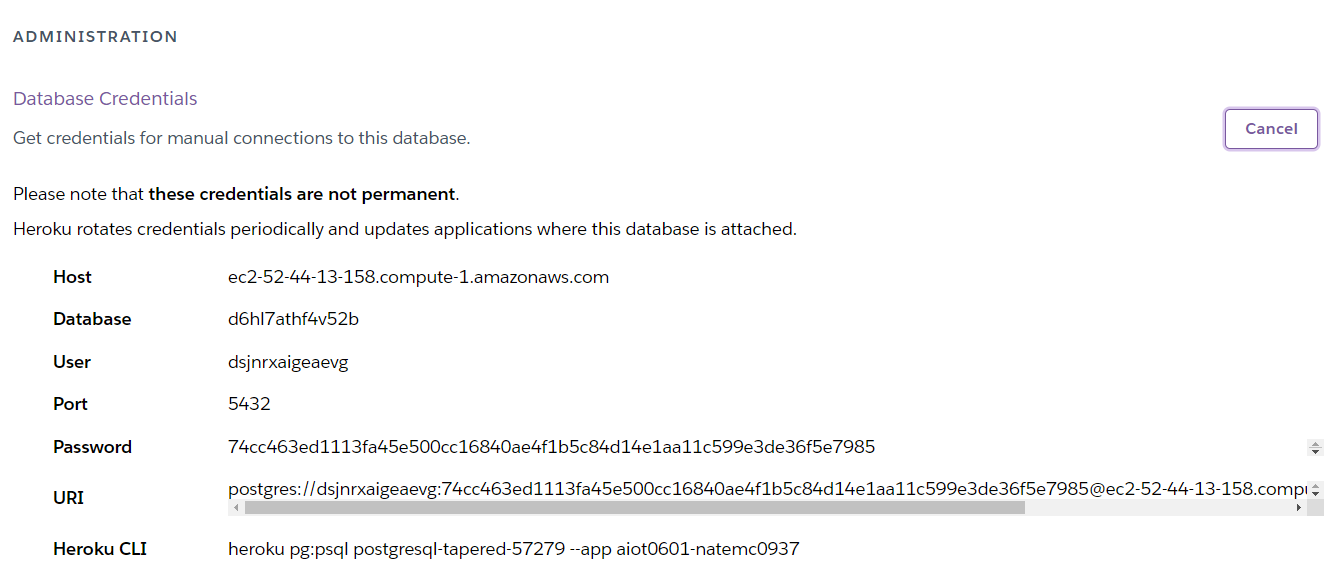 ADMINISTRATION
Database Credentials
Get credentials for manual connections to this database.
Cancel
Please note that these credentials are not permanent.
Heroku rotates credentials periodically and updates applications where this database is attached.
Host ec2-52-44-13-158.compute-1.amazonaws.com
Database d6hl7athf4v52b
User dsjnrxaigeaevg
Port 5432
Password 74cc463ed1113fa45e500cc16840ae4f1b5c84d14e1aa11c599e3de36f5e7985
URI postgres://dsjnrxaigeaevg:74cc463ed1113fa45e500cc16840ae4f1b5c84d14e1aa11c599e3de36f5e7985@ec2-52-44-13-158.compu
Heroku CLI heroku pg:psql postgresql-tapered-57279 --app aiot0601-natemc0937